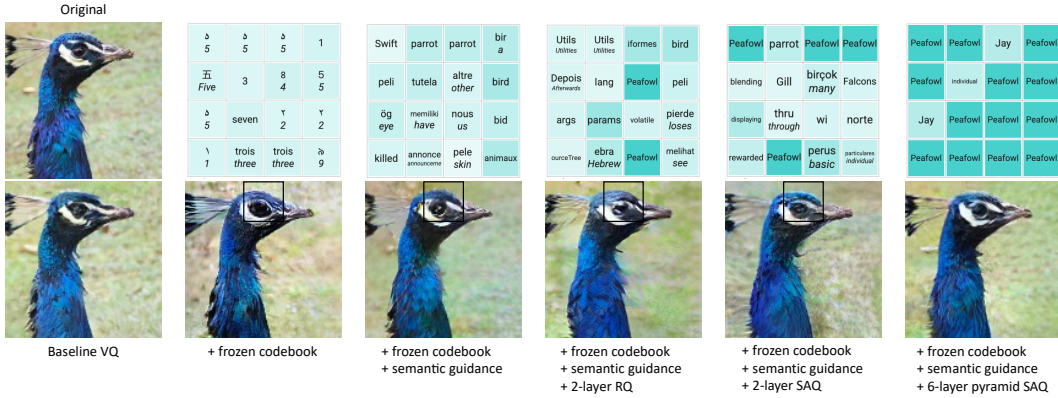 Original
۵ ۵ ۵ 1
5 5 5
五 3 ৪ 5
Five 4 5
۵ seven ٢ ٢
5 2 2
١ trois trois ৯
1 three three 9
Swift parrot parrot bir
a
peli tutela altre bird
other
ög memiliki nous bid
eye have us
killed annonce pele animaux
announceme skin
Utils Utils iformes bird
Utilities Utilities
Depois lang Peafowl peli
Afterwards
args params volatile pierde
loses
ourceTree ebra Peafowl melihat
Hebrew see
Peafowl parrot Peafowl Peafowl
blending Gill birçok Falcons
many
displaying thru wi norte
through
rewarded Peafowl perus particulares
basic individual
Peafowl Peafowl Jay Peafowl
Peafowl individual Peafowl Peafowl
Jay Peafowl Peafowl Peafowl
Peafowl Peafowl Peafowl Peafowl
Baseline VQ
+ frozen codebook
+ frozen codebook
+ semantic guidance
+ frozen codebook
+ semantic guidance
+ 2-layer RQ
+ frozen codebook
+ semantic guidance
+ 2-layer SAQ
+ frozen codebook
+ semantic guidance
+ 6-layer pyramid SAQ